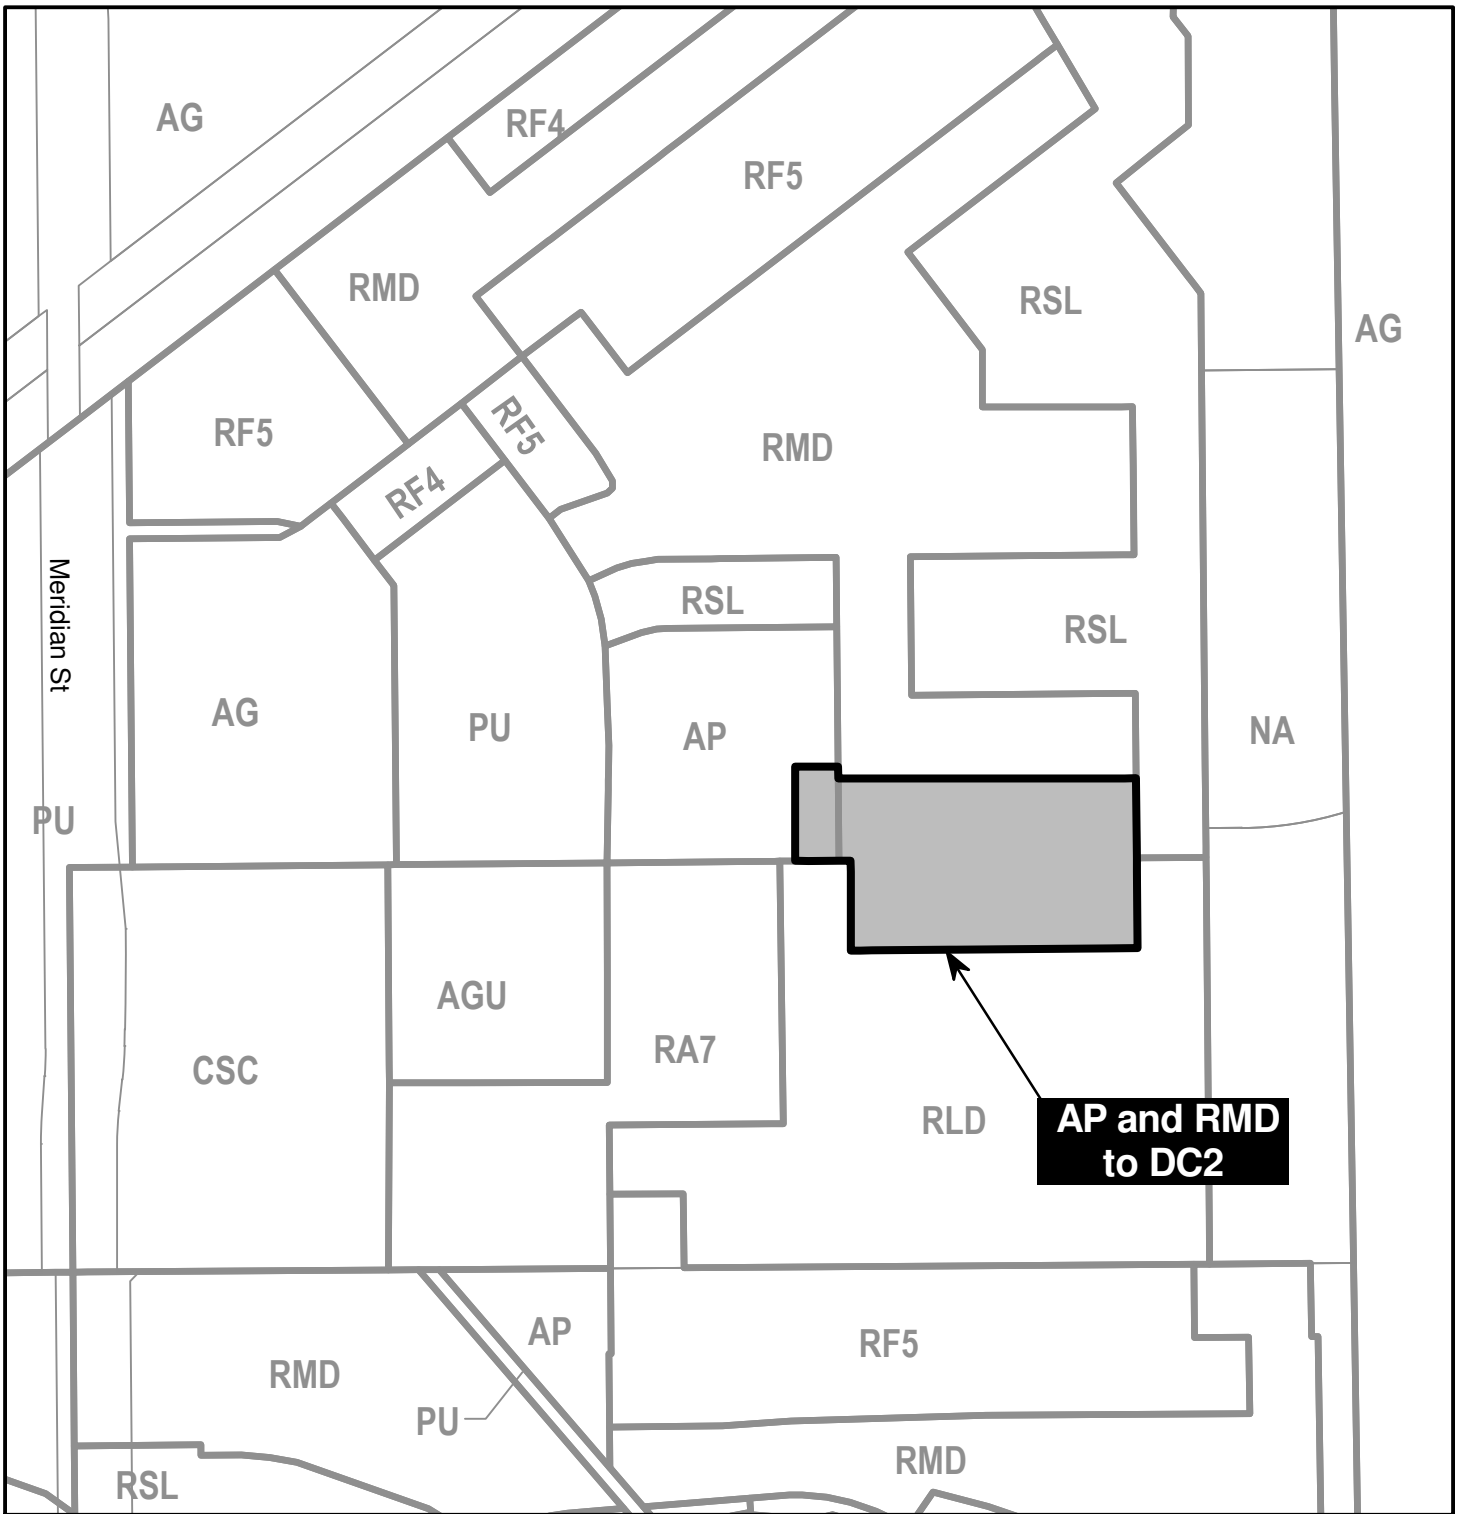 AG
RF4
RF5
RMD
RSL
AG
RF5
RF5
RMD
RF4
Meridian St
RSL
RSL
AG
PU
AP
NA
PU
AGU
RA7
CSC
RLD
AP and RMD
to DC2
AP
RF5
RMD
PU
RMD
RSL